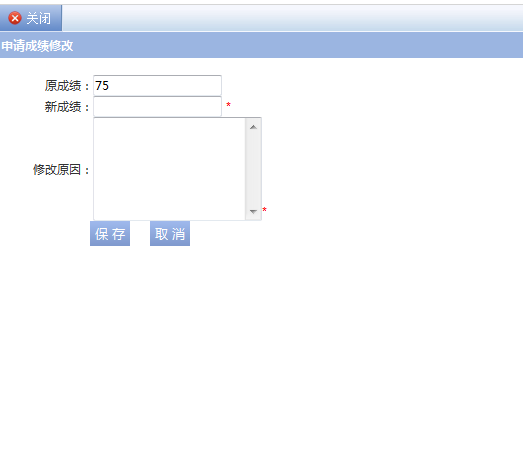 关闭
申请成绩修改
原成绩： 75
新成绩： *
修改原因： *
保 存 取 消